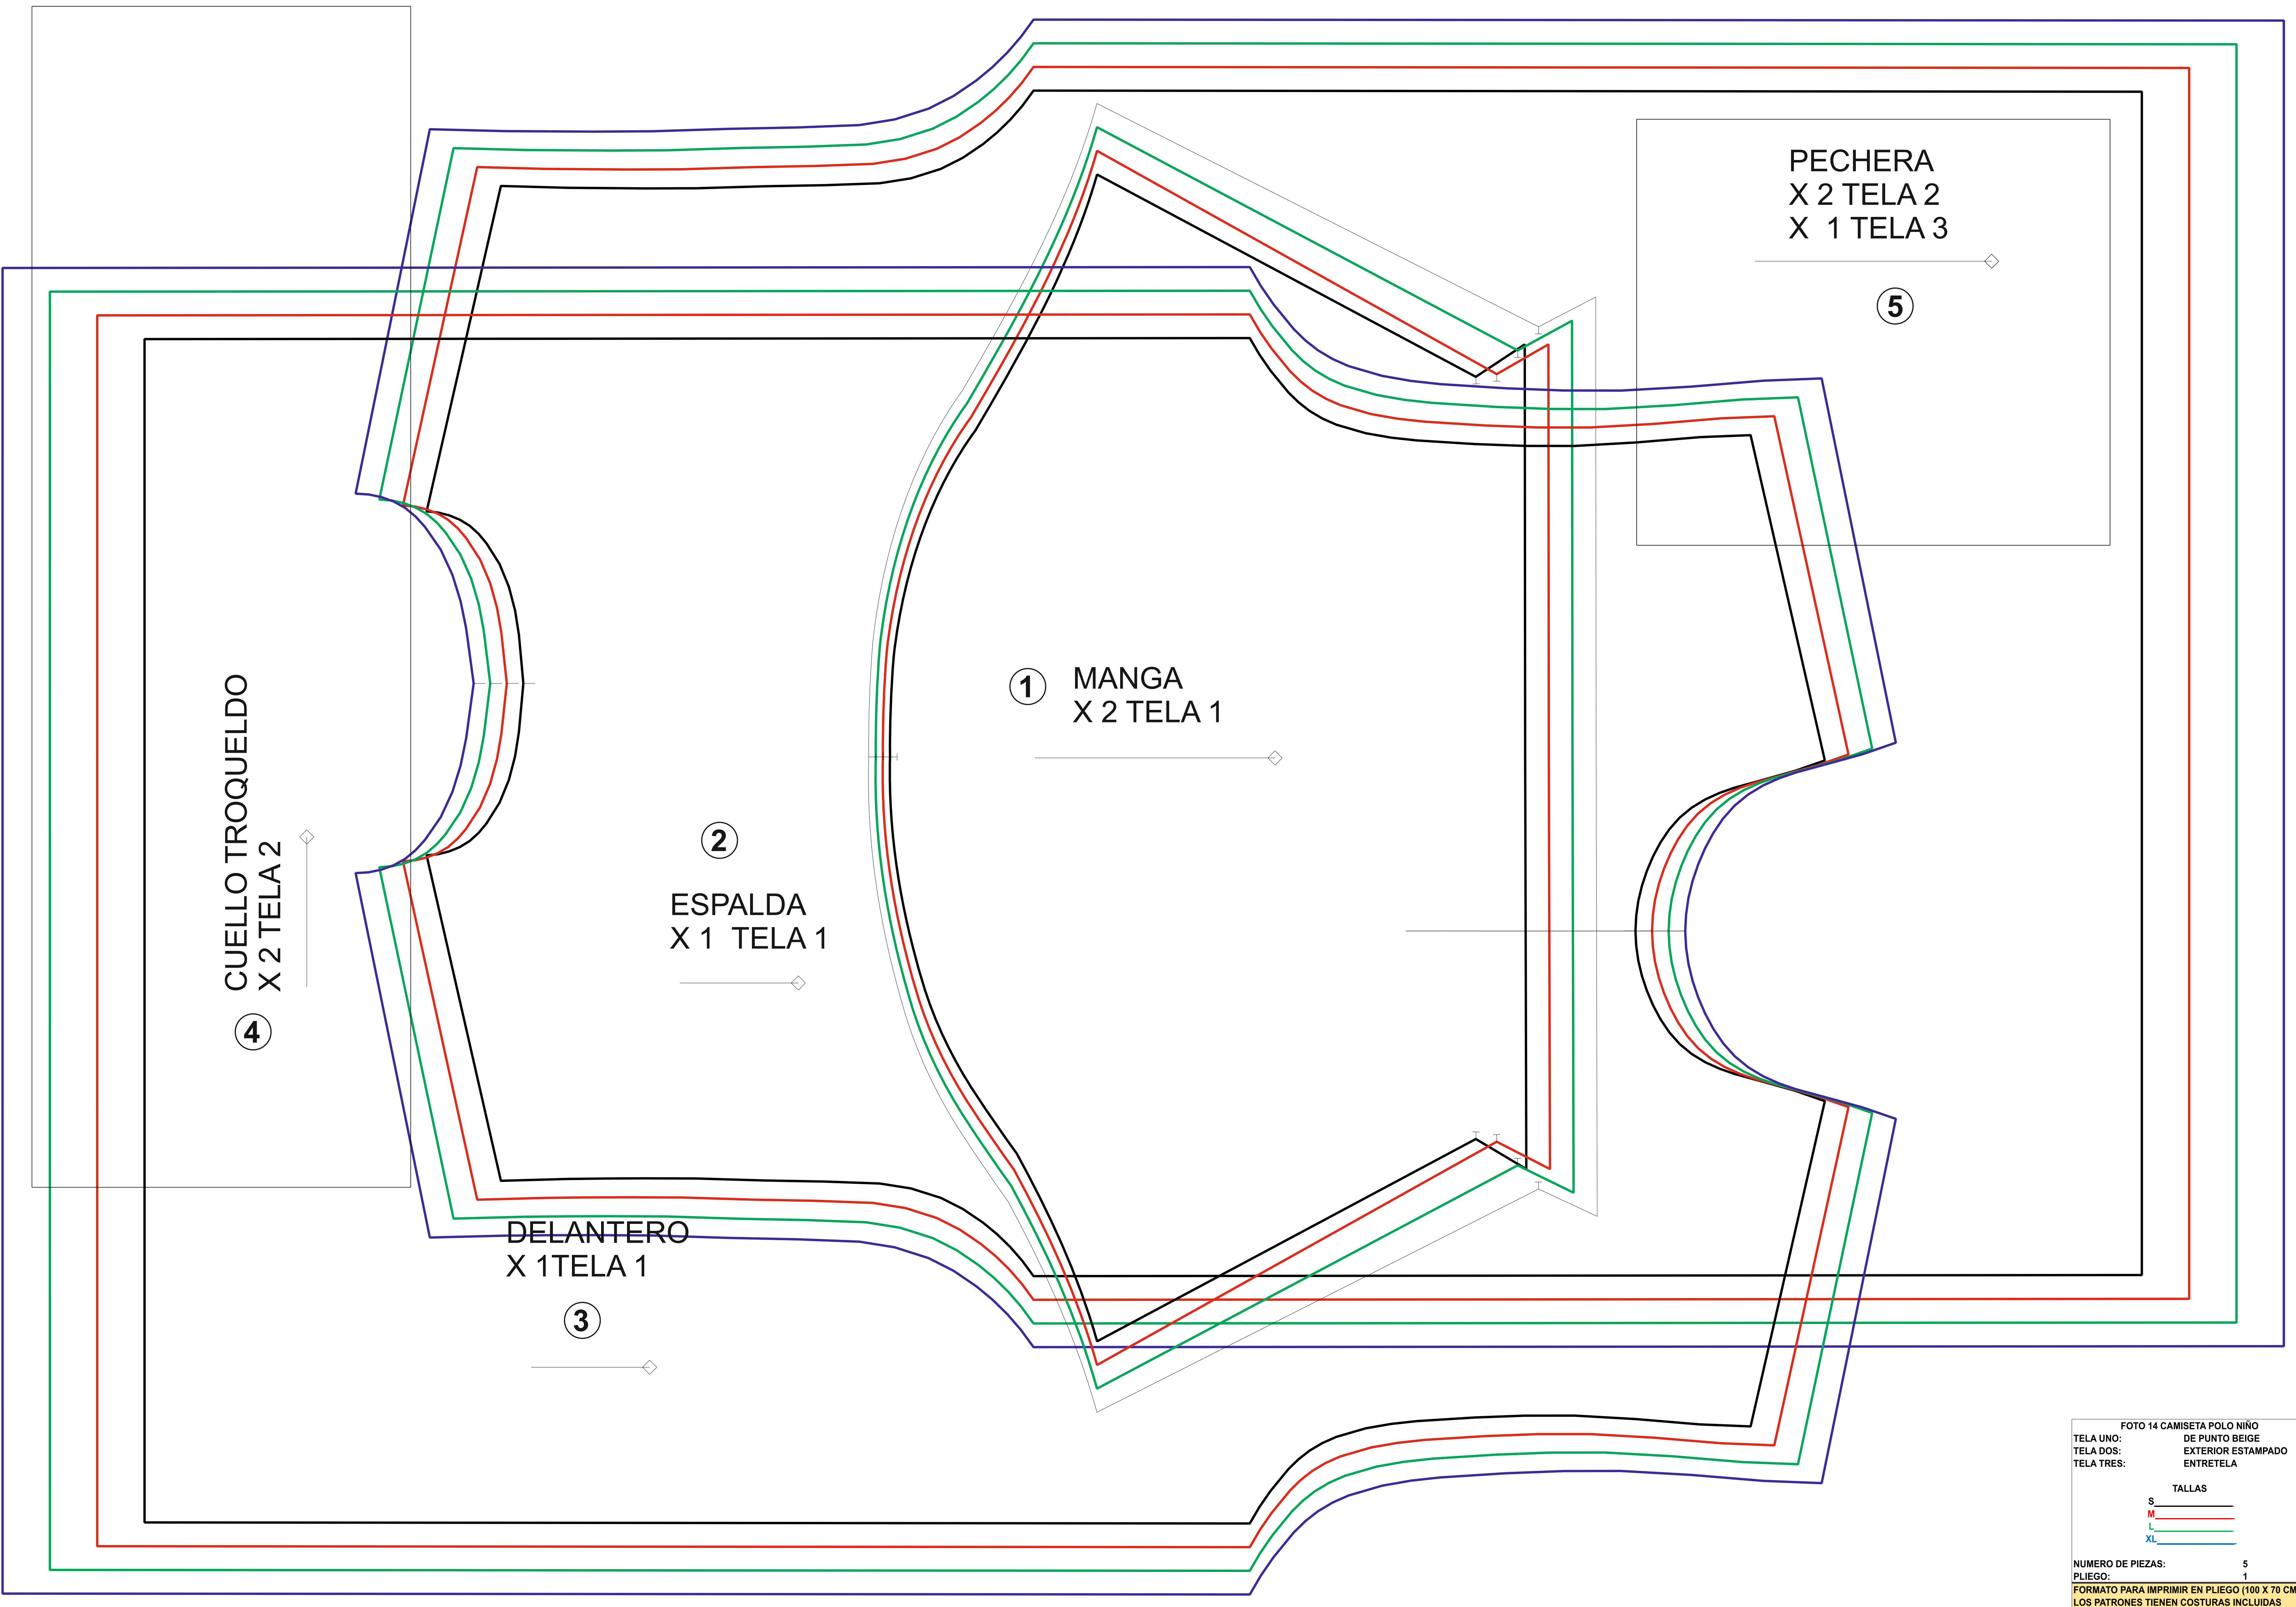 PECHERA
X 2 TELA 2
X 1 TELA 3
5
1
MANGA
X 2 TELA 1
CUELLO TROQUELDO
X 2 TELA 2
4
2
ESPALDA
X 1 TELA 1
DELANTERO
X 1TELA 1
3
FOTO 14 CAMISETA POLO NIÑO
TELA UNO: DE PUNTO BEIGE
TELA DOS: EXTERIOR ESTAMPADO
TELA TRES: ENTRETELA
TALLAS
S
M
L
XL
NUMERO DE PIEZAS: 5
PLIEGO: 1
FORMATO PARA IMPRIMIR EN PLIEGO (100 X 70 CM
LOS PATRONES TIENEN COSTURAS INCLUIDAS